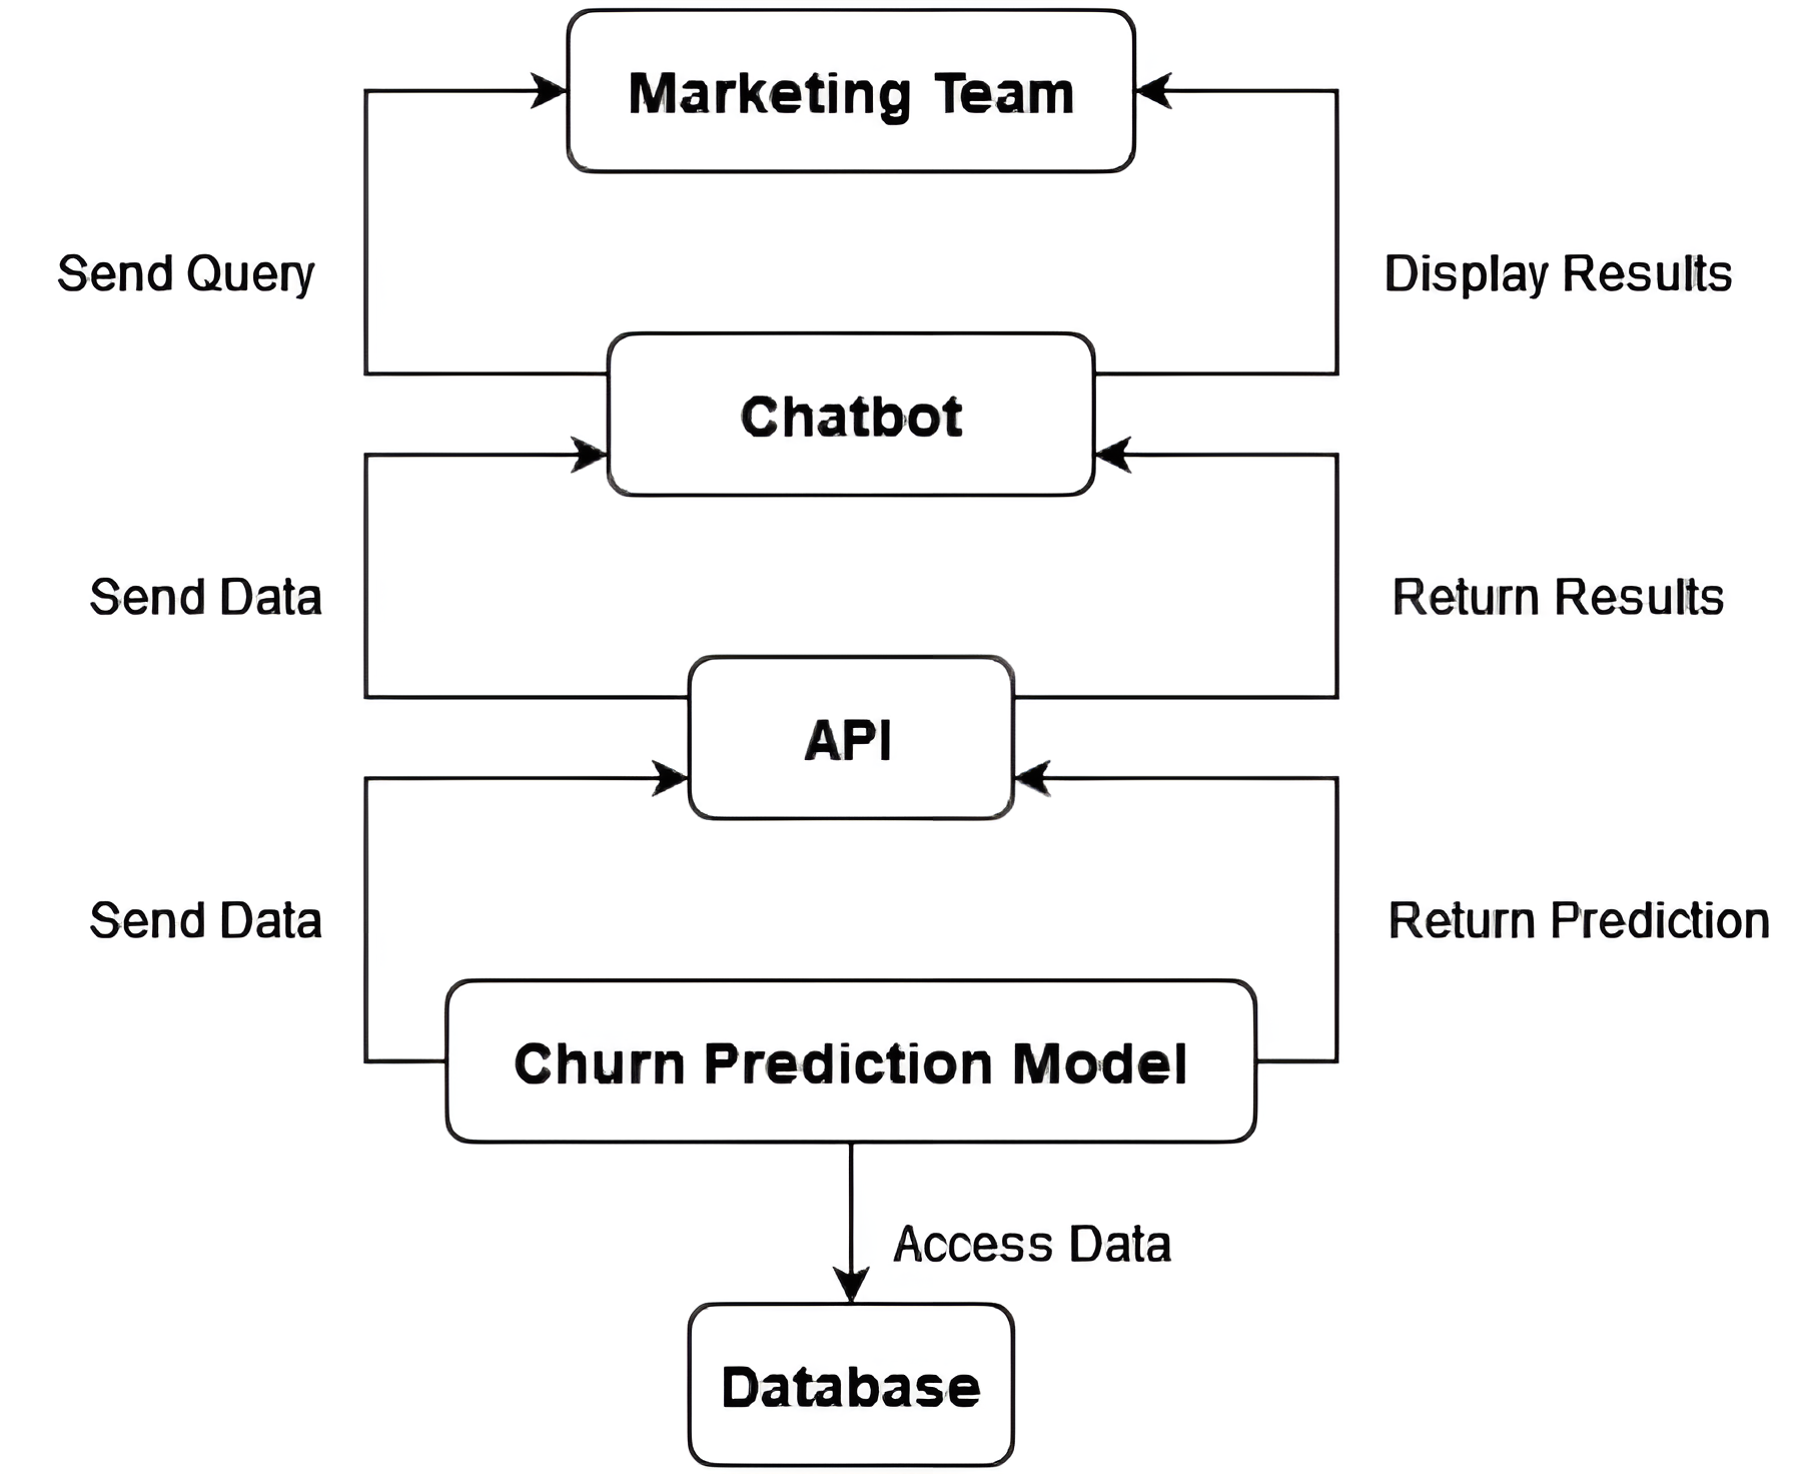 Marketing Team
Send Query
Display Results
Chatbot
Send Data
Return Results
API
Send Data
Return Prediction
Churn Prediction Model
Access Data
Database